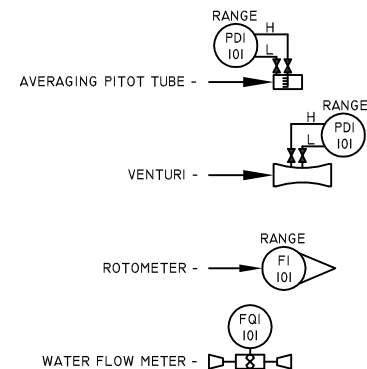 RANGE
PDI
101
H
L
AVERAGING PITOT TUBE -
RANGE
PDI
101
H
L
VENTURI -
RANGE
FI
101
ROTOMETER -
FQI
101
WATER FLOW METER -